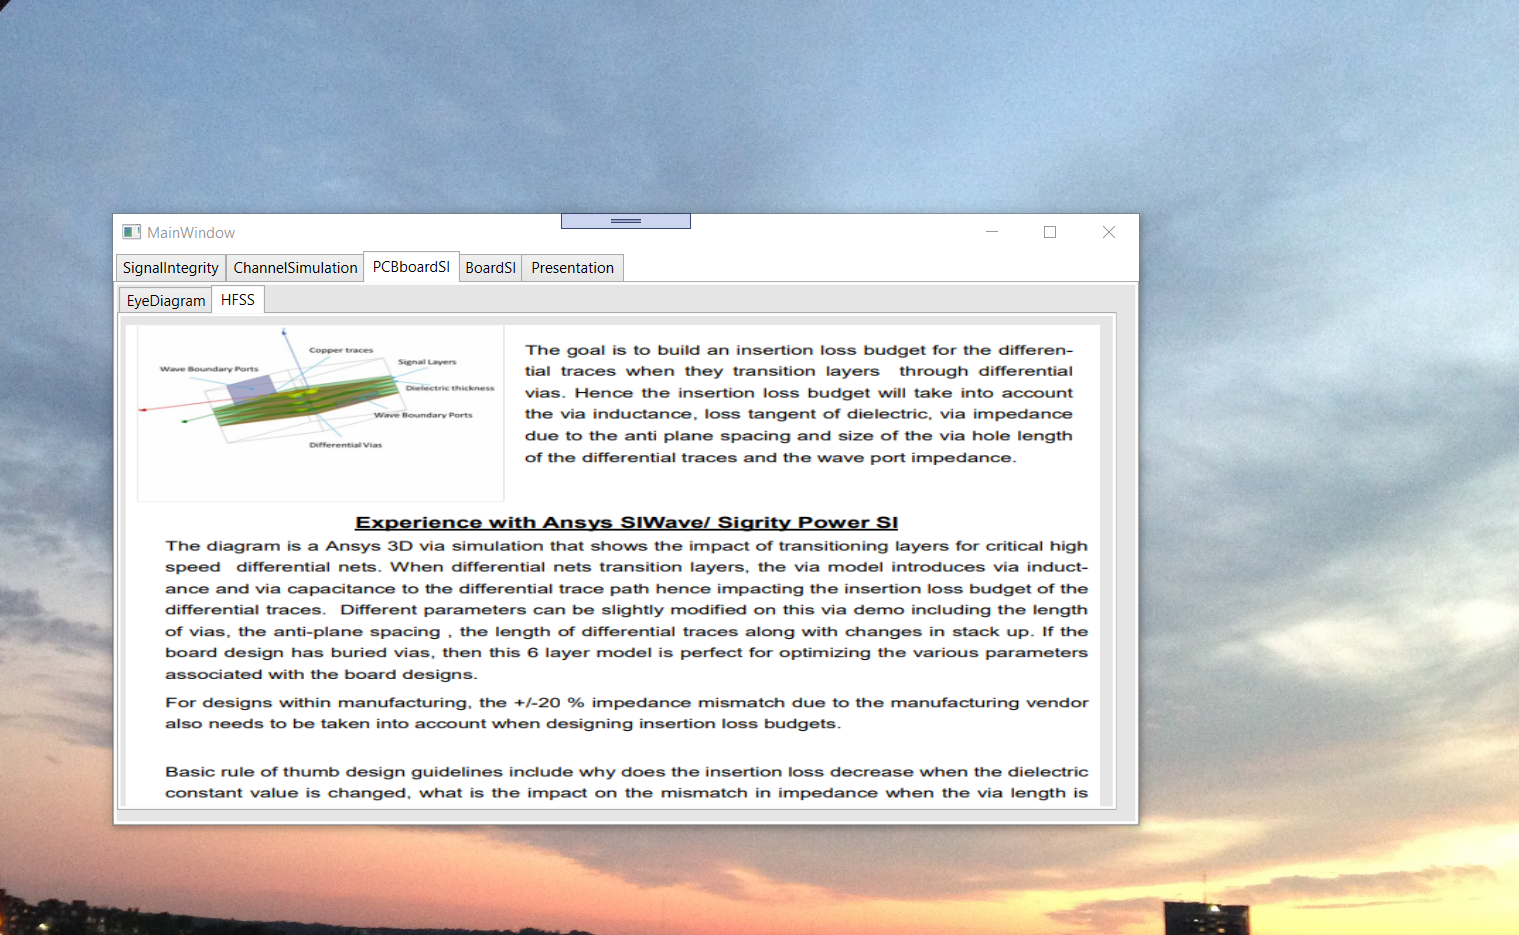 MainWindow
SignalIntegrity ChannelSimulation PCBboardSI BoardSI Presentation
EyeDiagram HFSS
Copper traces
Signal Layers
Wave Boundary Ports
Dielectric thickness
Wave Boundary Ports
Differential Vias
The goal is to build an insertion loss budget for the differen-
tial traces when they transition layers through differential
vias. Hence the insertion loss budget will take into account
the via inductance, loss tangent of dielectric, via impedance
due to the anti plane spacing and size of the via hole length
of the differential traces and the wave port impedance.
Experience with Ansys SIWave/ Sigrity Power SI
The diagram is a Ansys 3D via simulation that shows the impact of transitioning layers for critical high
speed differential nets. When differential nets transition layers, the via model introduces via induct-
ance and via capacitance to the differential trace path hence impacting the insertion loss budget of the
differential traces. Different parameters can be slightly modified on this via demo including the length
of vias, the anti-plane spacing , the length of differential traces along with changes in stack up. If the
board design has buried vias, then this 6 layer model is perfect for optimizing the various parameters
associated with the board designs.
For designs within manufacturing, the +/-20 % impedance mismatch due to the manufacturing vendor
also needs to be taken into account when designing insertion loss budgets.
Basic rule of thumb design guidelines include why does the insertion loss decrease when the dielectric
constant value is changed, what is the impact on the mismatch in impedance when the via length is